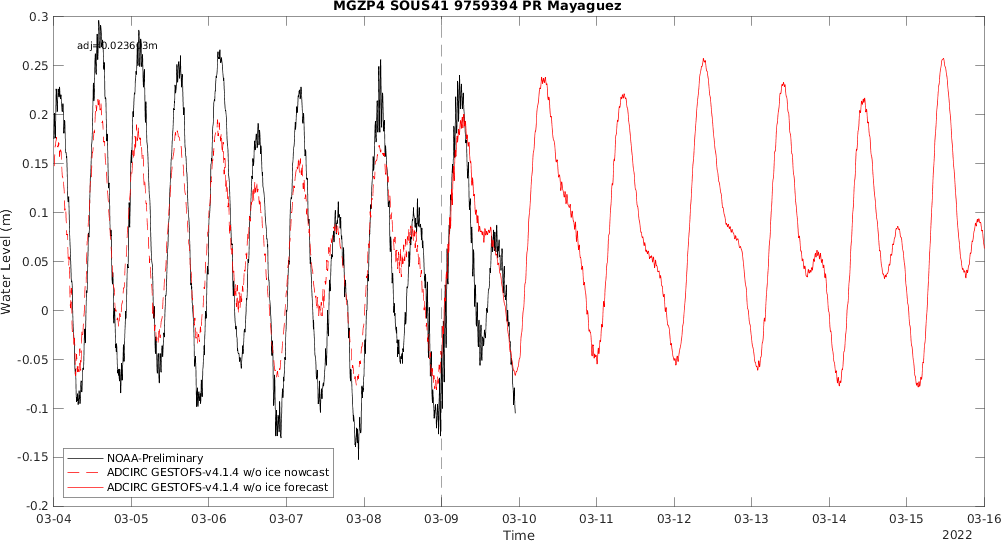 MGZP4 SOUS41 9759394 PR Mayaguez
0.3
adj=0.023603m
0.25
0.2
0.15
0.1
0.05
0
-0.05
-0.1
-0.15
-0.2
Water Level (m)
NOAA-Preliminary
ADCIRC GESTOFS-v4.1.4 w/o ice nowcast
ADCIRC GESTOFS-v4.1.4 w/o ice forecast
03-04 03-05 03-06 03-07 03-08 03-09 03-10 03-11 03-12 03-13 03-14 03-15 03-16
Time
2022